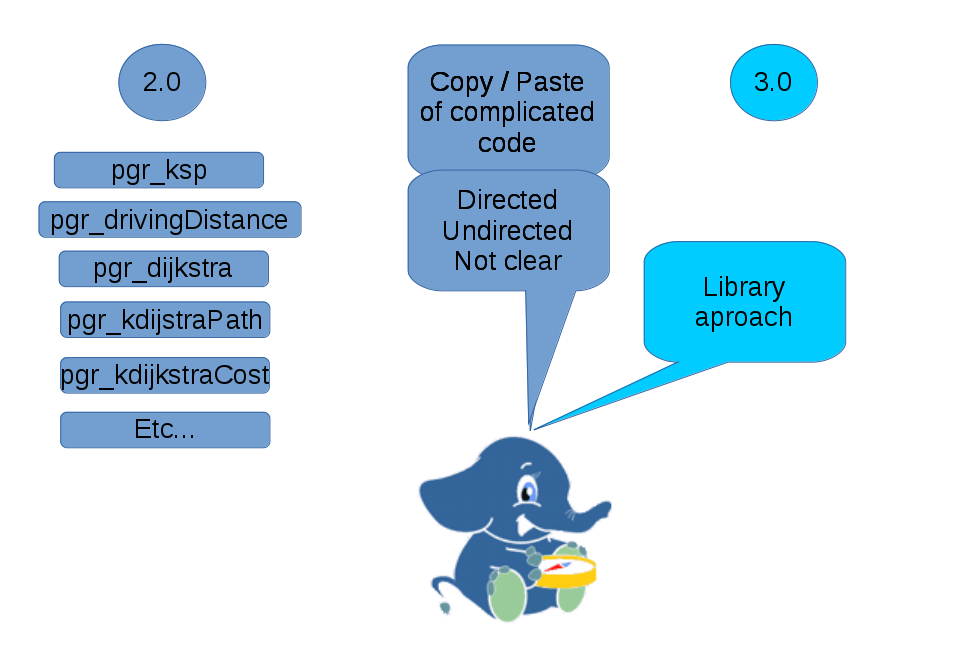 2.0
pgr_ksp
pgr_drivingDistance
pgr_dijkstra
pgr_kdijstraPath
pgr_kdijkstraCost
Etc...
Copy / Paste
of complicated
code
Directed
Undirected
Not clear
3.0
Library
aproach